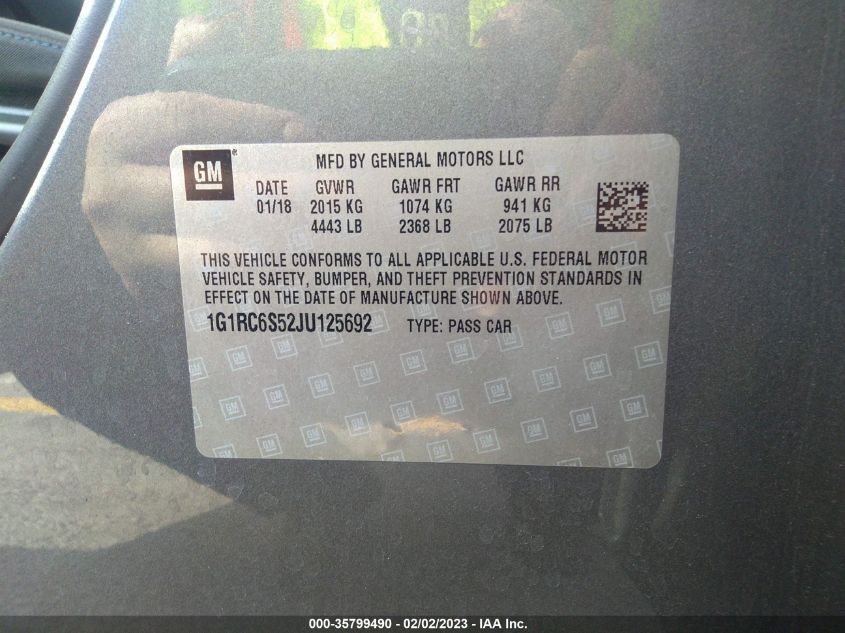 GM
MFD BY GENERAL MOTORS LLC
DATE GVWR GAWR FRT GAWR RR
01/18 2015 KG 1074 KG 941 KG
4443 LB 2368 LB 2075 LB
THIS VEHICLE CONFORMS TO ALL APPLICABLE U.S. FEDERAL MOTOR
VEHICLE SAFETY, BUMPER, AND THEFT PREVENTION STANDARDS IN
EFFECT ON THE DATE OF MANUFACTURE SHOWN ABOVE.
1G1RC6S52JU125692 TYPE: PASS CAR
000-35799490 - 02/02/2023 - IAA Inc.